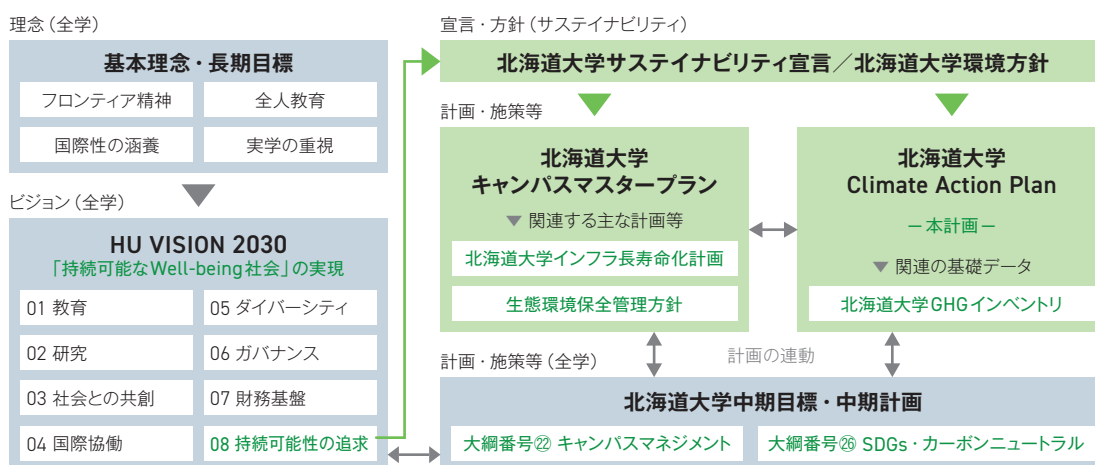 理念（全学）
基本理念・長期目標
フロンティア精神
全人教育
国際性の涵養
実学の重視
ビジョン（全学）
HU VISION 2030
「持続可能なWell-being社会」の実現
01 教育
05 ダイバーシティ
02 研究
06 ガバナンス
03 社会との共創
07 財務基盤
04 国際協働
08 持続可能性の追求
宣言・方針（サステイナビリティ）
北海道大学サステイナビリティ宣言／北海道大学環境方針
計画・施策等
北海道大学
キャンパスマスタープラン
▼ 関連する主な計画等
北海道大学インフラ長寿命化計画
生態環境保全管理方針
北海道大学
Climate Action Plan
－本計画－
▼ 関連の基礎データ
北海道大学GHGインベントリ
計画の連動
計画・施策等（全学）
北海道大学中期目標・中期計画
大綱番号㉒ キャンパスマネジメント
大綱番号㉖ SDGs・カーボンニュートラル